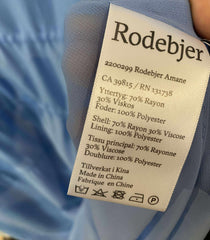 Rodebjer
2200299 Rodebjer Amane
CA 39815 / RN 131738
Yttertyg: 70% Rayon
30% Viskos
Foder: 100% Polyester
Shell: 70% Rayon 30% Viscose
Lining: 100% Polyester
Tissu exterieur: 70% Rayonne
30% Viscose
Doublure: 100% Polyester
Tillverkat i Kina
Made in China
Fabrique en Chine